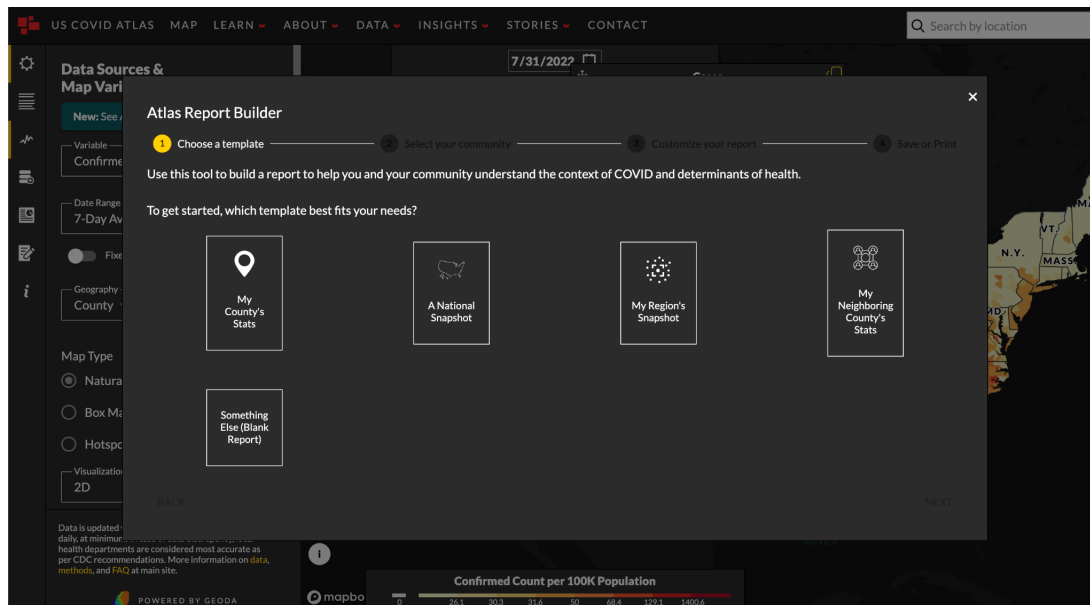 US COVID ATLAS MAP LEARN ABOUT DATA INSIGHTS STORIES CONTACT
Search by location
7/31/2022
Data Sources &
Map Vari
New: See
Variable
Confirme
Date Range
7-Day Av
Fixe
Geography
County
Map Type
Natura
Box Ma
Hotspo
Visualization
2D
Data is updated
daily, at minimum
health departments are considered most accurate as
per CDC recommendations. More information on data,
methods, and FAQ at main site.
POWERED BY GEODA
Atlas Report Builder
1 Choose a template
2 Select your community
3 Customize your report
4 Save or Print
Use this tool to build a report to help you and your community understand the context of COVID and determinants of health.
To get started, which template best fits your needs?
My
County's
Stats
A National
Snapshot
My Region's
Snapshot
My
Neighboring
County's
Stats
Something
Else (Blank
Report)
BACK
NEXT
MA
VT.
N.Y.
MASS
MD
MEXICO
mapbo
Confirmed Count per 100K Population
0 26.1 30.3 31.6 50 68.4 129.1 1400.6